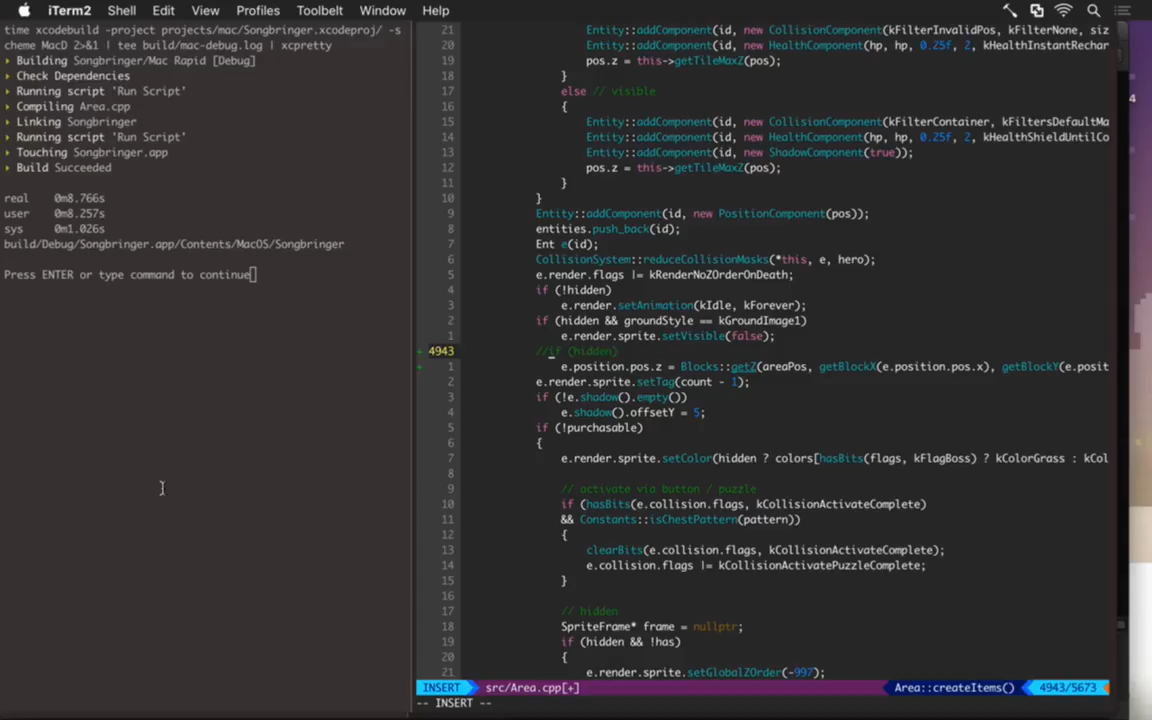 iTerm2 Shell Edit View Profiles Toolbelt Window Help
time xcodebuild -project projects/mac/Songbringer.xcodeproj/ -s
cheme MacD 2>&1 | tee build/mac-debug.log | xcpretty
▸ Building Songbringer/Mac Rapid [Debug]
▸ Check Dependencies
▸ Running script 'Run Script'
▸ Compiling Area.cpp
▸ Linking Songbringer
▸ Running script 'Run Script'
▸ Touching Songbringer.app
▸ Build Succeeded
real 0m8.766s
user 0m8.257s
sys 0m1.026s
build/Debug/Songbringer.app/Contents/MacOS/Songbringer
Press ENTER or type command to continue
21 Entity::addComponent(id, new CollisionComponent(kFilterInvalidPos, kFilterNone, siz
20 Entity::addComponent(id, new HealthComponent(hp, hp, 0.25f, 2, kHealthInstantRechar
19 pos.z = this->getTileMaxZ(pos);
18 }
17 else // visible
16 {
15 Entity::addComponent(id, new CollisionComponent(kFilterContainer, kFiltersDefaultMa
14 Entity::addComponent(id, new HealthComponent(hp, hp, 0.25f, 2, kHealthShieldUntilCo
13 Entity::addComponent(id, new ShadowComponent(true));
12 pos.z = this->getTileMaxZ(pos);
11 }
10 }
9 Entity::addComponent(id, new PositionComponent(pos));
8 entities.push_back(id);
7 Ent e(id);
6 CollisionSystem::reduceCollisionMasks(*this, e, hero);
5 e.render.flags |= kRenderNoZOrderOnDeath;
4 if (!hidden)
3 e.render.setAnimation(kIdle, kForever);
2 if (hidden && groundStyle == kGroundImage1)
1 e.render.sprite.setVisible(false);
+ 4943 //if (hidden)
+ 1 e.position.pos.z = Blocks::getZ(areaPos, getBlockX(e.position.pos.x), getBlockY(e.posit
2 e.render.sprite.setTag(count - 1);
3 if (!e.shadow().empty())
4 e.shadow().offsetY = 5;
5 if (!purchasable)
6 {
7 e.render.sprite.setColor(hidden ? colors[hasBits(flags, kFlagBoss) ? kColorGrass : kCol
8
9 // activate via button / puzzle
10 if (hasBits(e.collision.flags, kCollisionActivateComplete)
11 && Constants::isChestPattern(pattern))
12 {
13 clearBits(e.collision.flags, kCollisionActivateComplete);
14 e.collision.flags |= kCollisionActivatePuzzleComplete;
15 }
16
17 // hidden
18 SpriteFrame* frame = nullptr;
19 if (hidden && !has)
20 {
21 e.render.sprite.setGlobalZOrder(-997);
INSERT src/Area.cpp[+] Area::createItems() 4943/5673
-- INSERT --
4